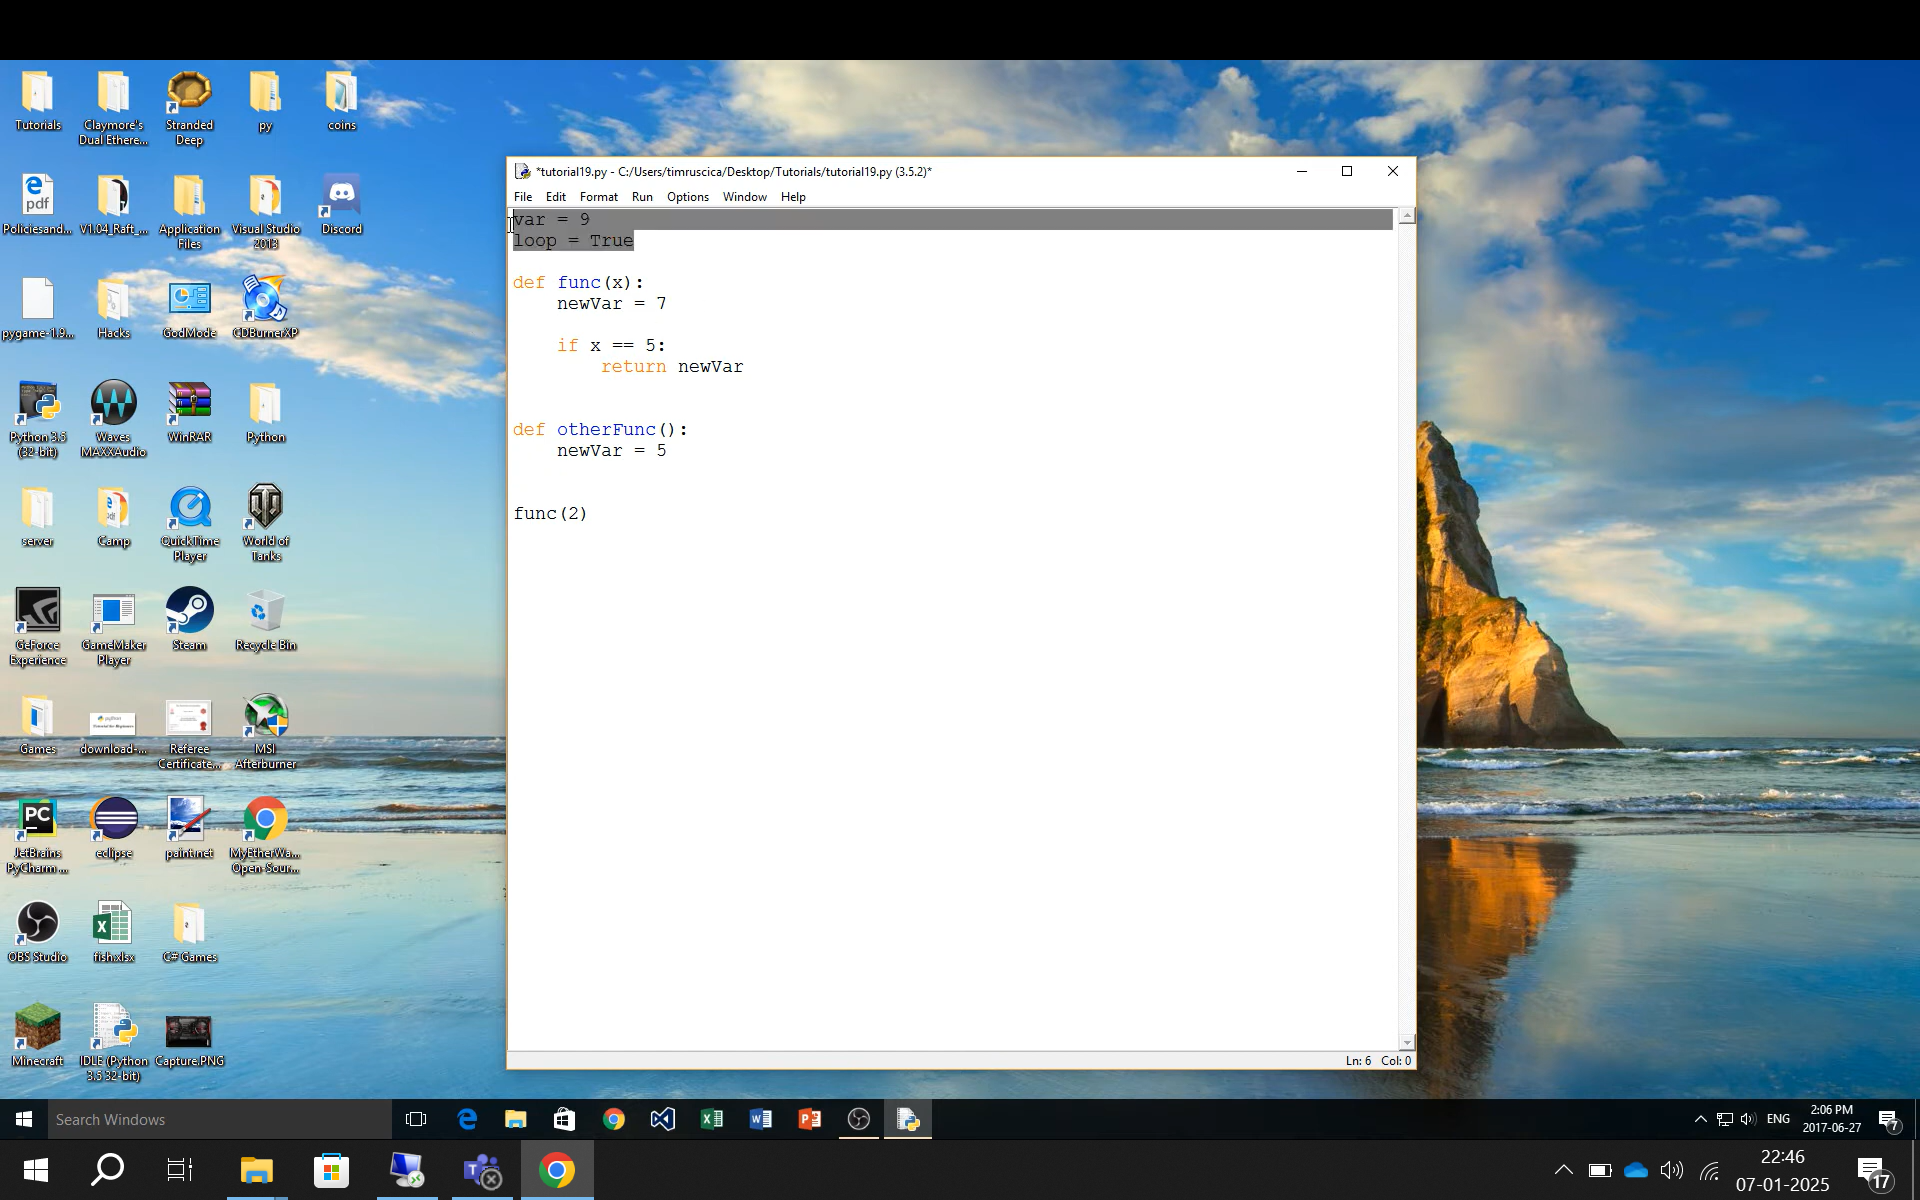 Tutorials
Claymore's
Dual Ethere...
Stranded
Deep
py
coins
Policiesand...
V1.04_Raft_...
Application
Files
Visual Studio
2013
Discord
pygame-1.9...
Hacks
GodMode
CDBurnerXP
Python 3.5
(32-bit)
Waves
MAXXAudio
WinRAR
Python
server
Camp
QuickTime
Player
World of
Tanks
GeForce
Experience
GameMaker
Player
Steam
Recycle Bin
Games
download-...
Referee
Certificate...
MSI
Afterburner
JetBrains
PyCharm ...
eclipse
paint.net
MyEtherWa...
Open-Sour...
OBS Studio
fish.xlsx
C# Games
Minecraft
IDLE (Python
3.5 32-bit)
Capture.PNG
*tutorial19.py - C:/Users/timruscica/Desktop/Tutorials/tutorial19.py (3.5.2)*
File Edit Format Run Options Window Help
var = 9
loop = True
def func(x):
newVar = 7
if x == 5:
return newVar
def otherFunc():
newVar = 5
func(2)
Ln: 6 Col: 0
Search Windows
ENG
2:06 PM
2017-06-27
7
22:46
07-01-2025
17